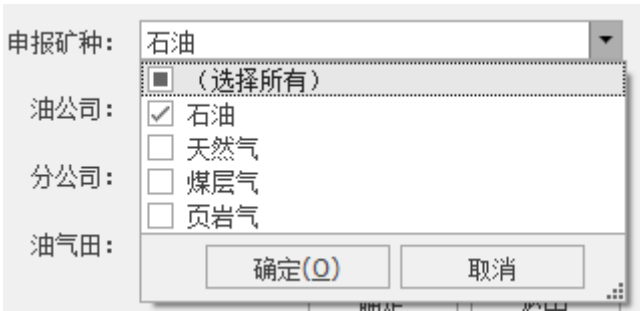 申报矿种： 石油
（选择所有）
油公司： 石油
天然气
分公司： 煤层气
页岩气
油气田：
确定(O) 取消